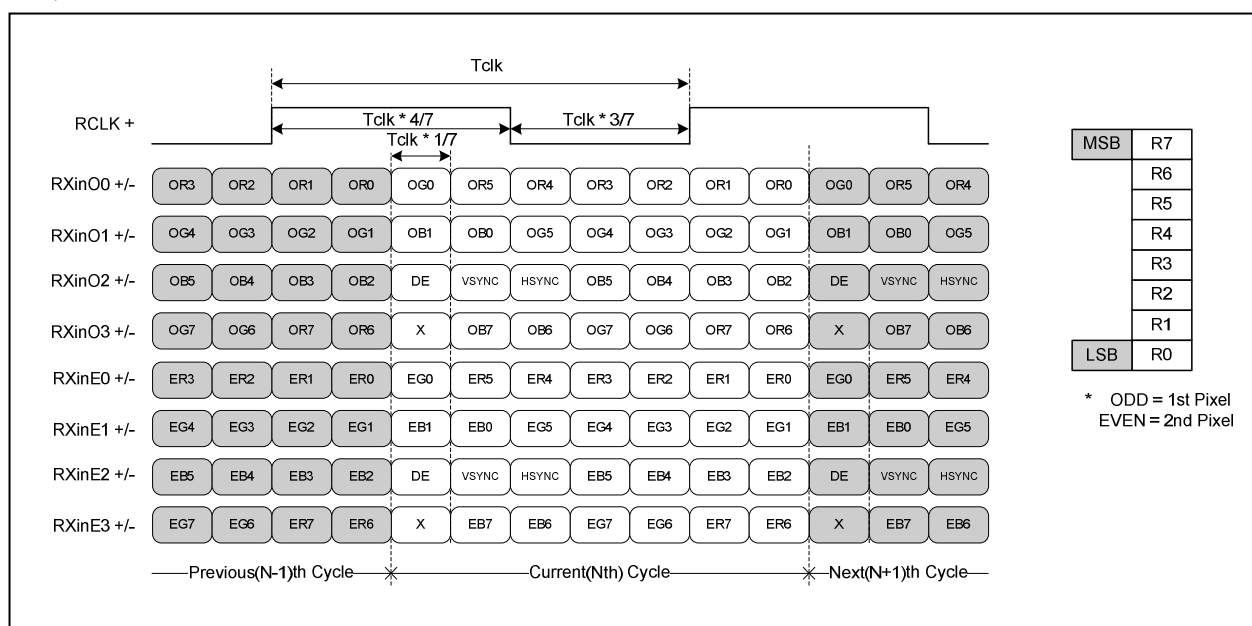 Tclk
RCLK +
Tclk * 4/7 Tclk * 3/7
Tclk * 1/7
RXinO0 +/- OR3 OR2 OR1 OR0 OG0 OR5 OR4 OR3 OR2 OR1 OR0 OG0 OR5 OR4
RXinO1 +/- OG4 OG3 OG2 OG1 OB1 OB0 OG5 OG4 OG3 OG2 OG1 OB1 OB0 OG5
RXinO2 +/- OB5 OB4 OB3 OB2 DE VSYNC HSYNC OB5 OB4 OB3 OB2 DE VSYNC HSYNC
RXinO3 +/- OG7 OG6 OR7 OR6 X OB7 OB6 OG7 OG6 OR7 OR6 X OB7 OB6
RXinE0 +/- ER3 ER2 ER1 ER0 EG0 ER5 ER4 ER3 ER2 ER1 ER0 EG0 ER5 ER4
RXinE1 +/- EG4 EG3 EG2 EG1 EB1 EB0 EG5 EG4 EG3 EG2 EG1 EB1 EB0 EG5
RXinE2 +/- EB5 EB4 EB3 EB2 DE VSYNC HSYNC EB5 EB4 EB3 EB2 DE VSYNC HSYNC
RXinE3 +/- EG7 EG6 ER7 ER6 X EB7 EB6 EG7 EG6 ER7 ER6 X EB7 EB6
Previous(N-1)th Cycle Current(Nth) Cycle Next(N+1)th Cycle
MSB R7
R6
R5
R4
R3
R2
R1
LSB R0
* ODD = 1st Pixel
EVEN = 2nd Pixel